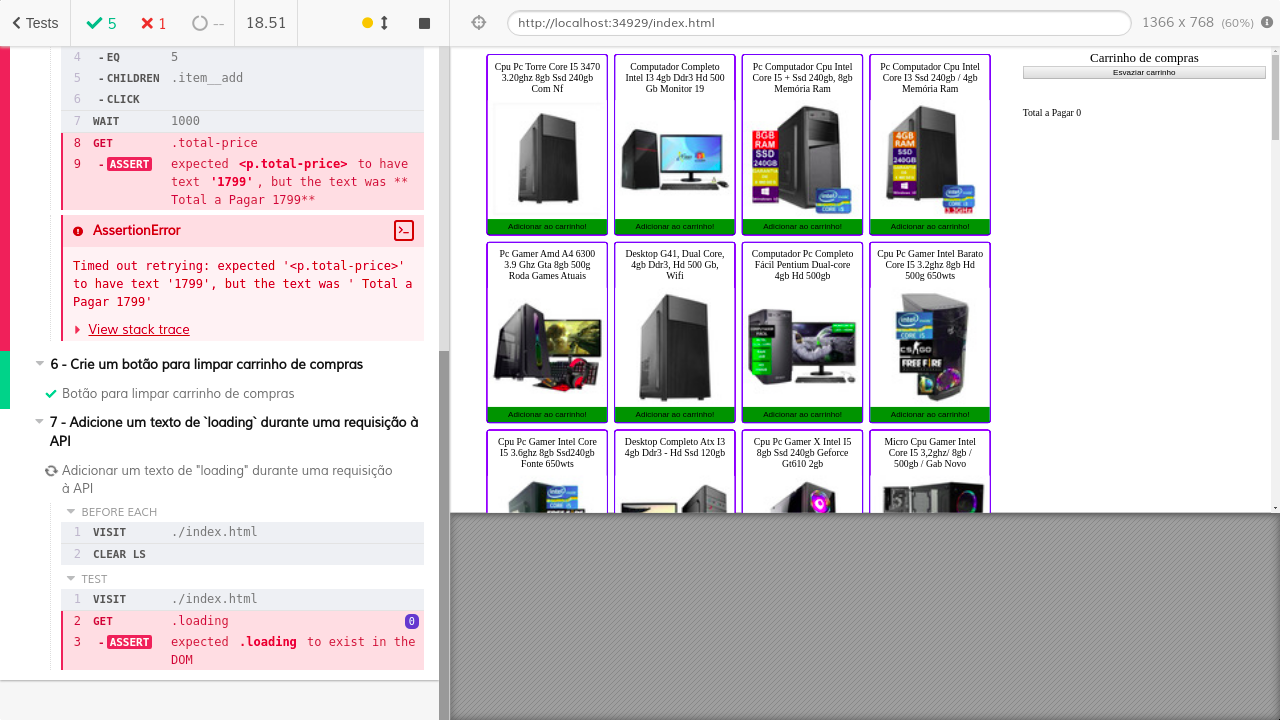 Tests
5
1
--
18.51
http://localhost:34929/index.html
1366 x 768 (60%)
4 - EQ 5
5 - CHILDREN .item__add
6 - CLICK
7 WAIT 1000
8 GET .total-price
9 - ASSERT expected <p.total-price> to have
text '1799', but the text was **
Total a Pagar 1799**
AssertionError
Timed out retrying: expected '<p.total-price>'
to have text '1799', but the text was ' Total a
Pagar 1799'
View stack trace
6 - Crie um botão para limpar carrinho de compras
Botão para limpar carrinho de compras
7 - Adicione um texto de `loading` durante uma requisição à
API
Adicionar um texto de "loading" durante uma requisição
à API
BEFORE EACH
1 VISIT ./index.html
2 CLEAR LS
TEST
1 VISIT ./index.html
2 GET .loading 0
3 - ASSERT expected .loading to exist in the
DOM
Cpu Pc Torre Core I5 3470
3.20ghz 8gb Ssd 240gb
Com Nf
Adicionar ao carrinho!
Computador Completo
Intel I3 4gb Ddr3 Hd 500
Gb Monitor 19
Adicionar ao carrinho!
Pc Computador Cpu Intel
Core I5 + Ssd 240gb, 8gb
Memória Ram
8GB
RAM
SSD
240GB
Adicionar ao carrinho!
Pc Computador Cpu Intel
Core I3 Ssd 240gb / 4gb
Memória Ram
4GB
RAM
SSD
240GB
Adicionar ao carrinho!
Pc Gamer Amd A4 6300
3.9 Ghz Gta 8gb 500g
Roda Games Atuais
Adicionar ao carrinho!
Desktop G41, Dual Core,
4gb Ddr3, Hd 500 Gb,
Wifi
Adicionar ao carrinho!
Computador Pc Completo
Fácil Pentium Dual-core
4gb Hd 500gb
Adicionar ao carrinho!
Cpu Pc Gamer Intel Barato
Core I5 3.2ghz 8gb Hd
500g 650wts
CS:GO
FREE FIRE
Adicionar ao carrinho!
Cpu Pc Gamer Intel Core
I5 3.6ghz 8gb Ssd240gb
Fonte 650wts
Desktop Completo Atx I3
4gb Ddr3 - Hd Ssd 120gb
Cpu Pc Gamer X Intel I5
8gb Ssd 240gb Geforce
Gt610 2gb
Micro Cpu Gamer Intel
Core I5 3,2ghz/ 8gb /
500gb / Gab Novo
Carrinho de compras
Esvaziar carrinho
Total a Pagar 0